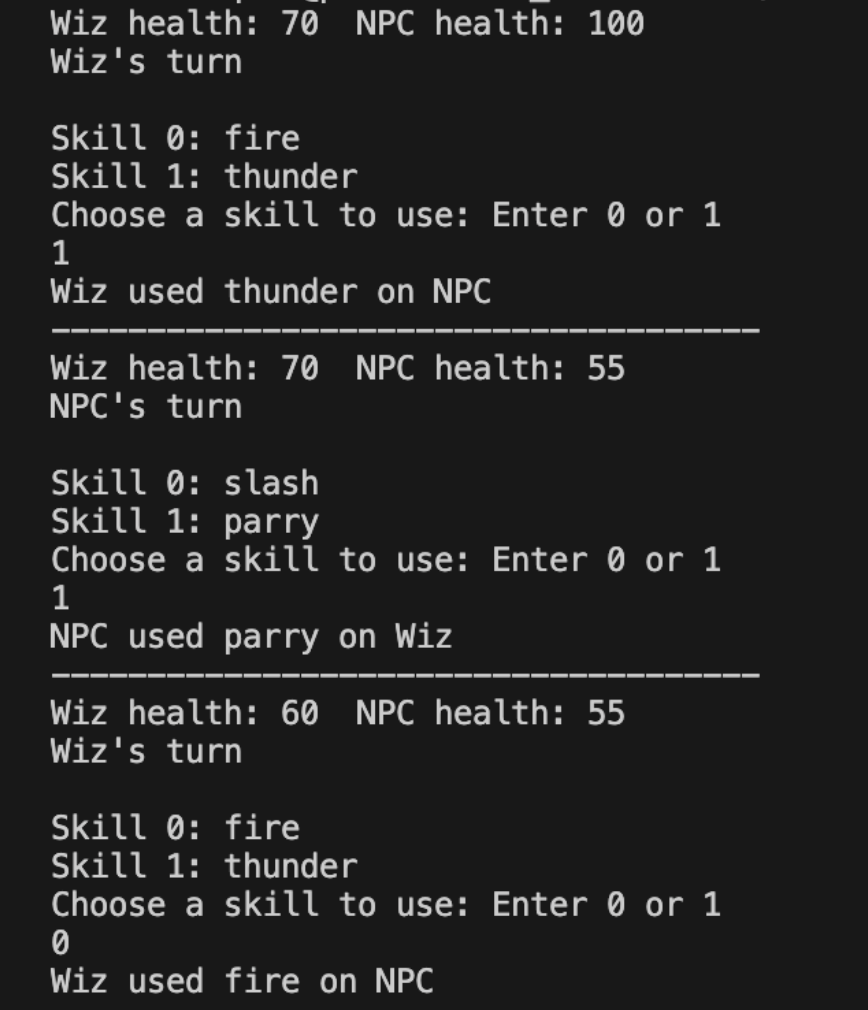 Wiz health: 70  NPC health: 100
Wiz's turn

Skill 0: fire
Skill 1: thunder
Choose a skill to use: Enter 0 or 1
1
Wiz used thunder on NPC
-------------------------------------
Wiz health: 70  NPC health: 55
NPC's turn

Skill 0: slash
Skill 1: parry
Choose a skill to use: Enter 0 or 1
1
NPC used parry on Wiz
-------------------------------------
Wiz health: 60  NPC health: 55
Wiz's turn

Skill 0: fire
Skill 1: thunder
Choose a skill to use: Enter 0 or 1
0
Wiz used fire on NPC